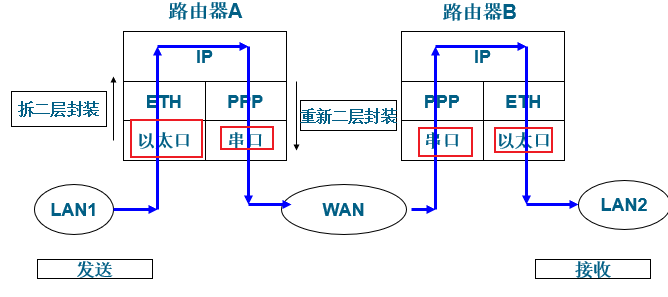 路由器A
路由器B
IP
IP
拆二层封装
ETH
PPP
重新二层封装
PPP
ETH
以太口
串口
串口
以太口
LAN1
WAN
LAN2
发送
接收